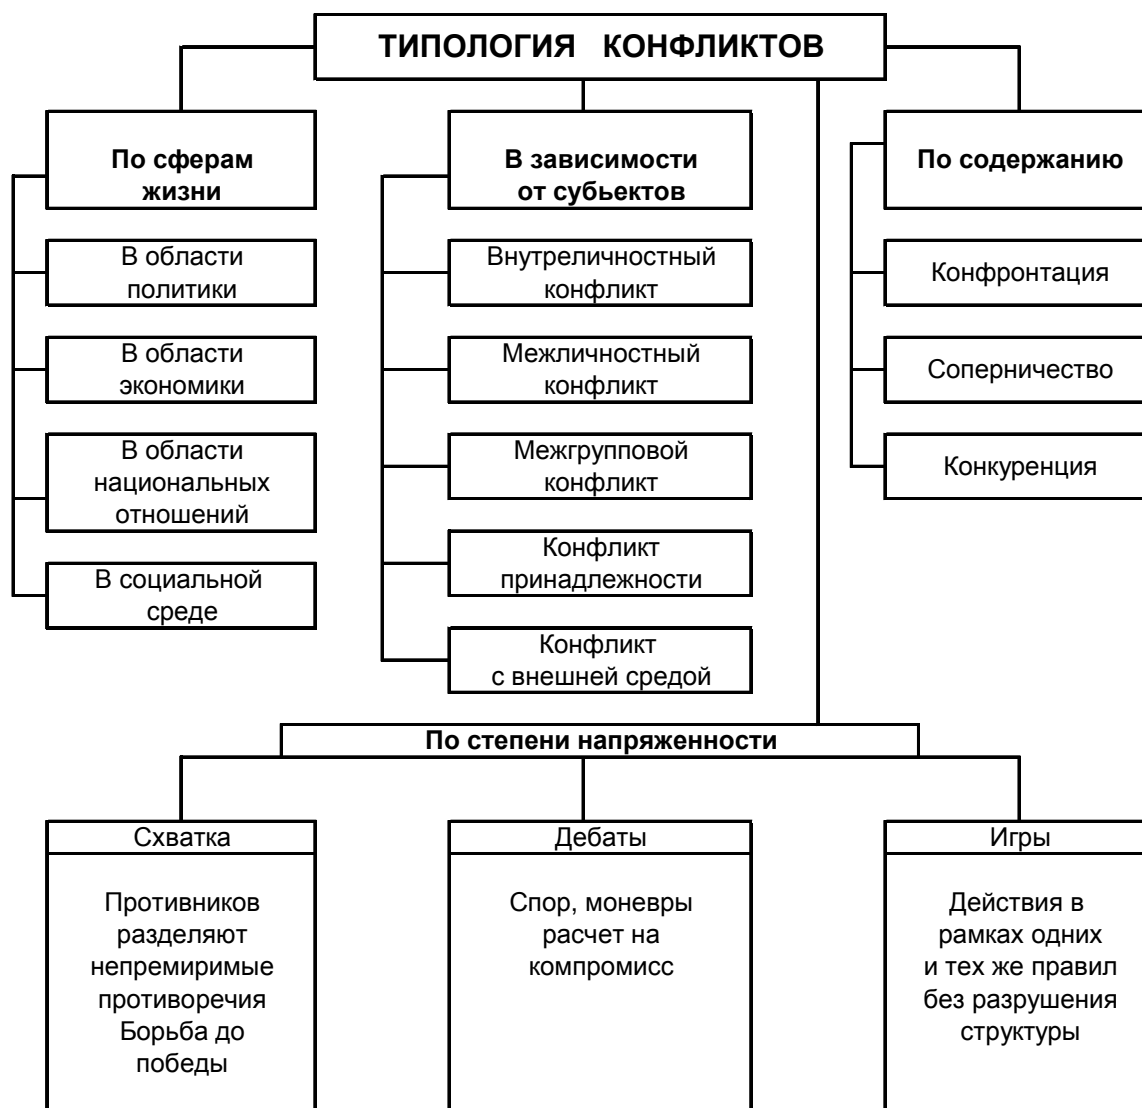 ТИПОЛОГИЯ КОНФЛИКТОВ
По сферам
жизни
В области
политики
В области
экономики
В области
национальных
отношений
В социальной
среде
В зависимости
от субьектов
Внутреличностный
конфликт
Межличностный
конфликт
Межгрупповой
конфликт
Конфликт
принадлежности
Конфликт
с внешней средой
По содержанию
Конфронтация
Соперничество
Конкуренция
По степени напряженности
Схватка
Противников
разделяют
непремиримые
противоречия
Борьба до
победы
Дебаты
Спор, моневры
расчет на
компромисс
Игры
Действия в
рамках одних
и тех же правил
без разрушения
структуры